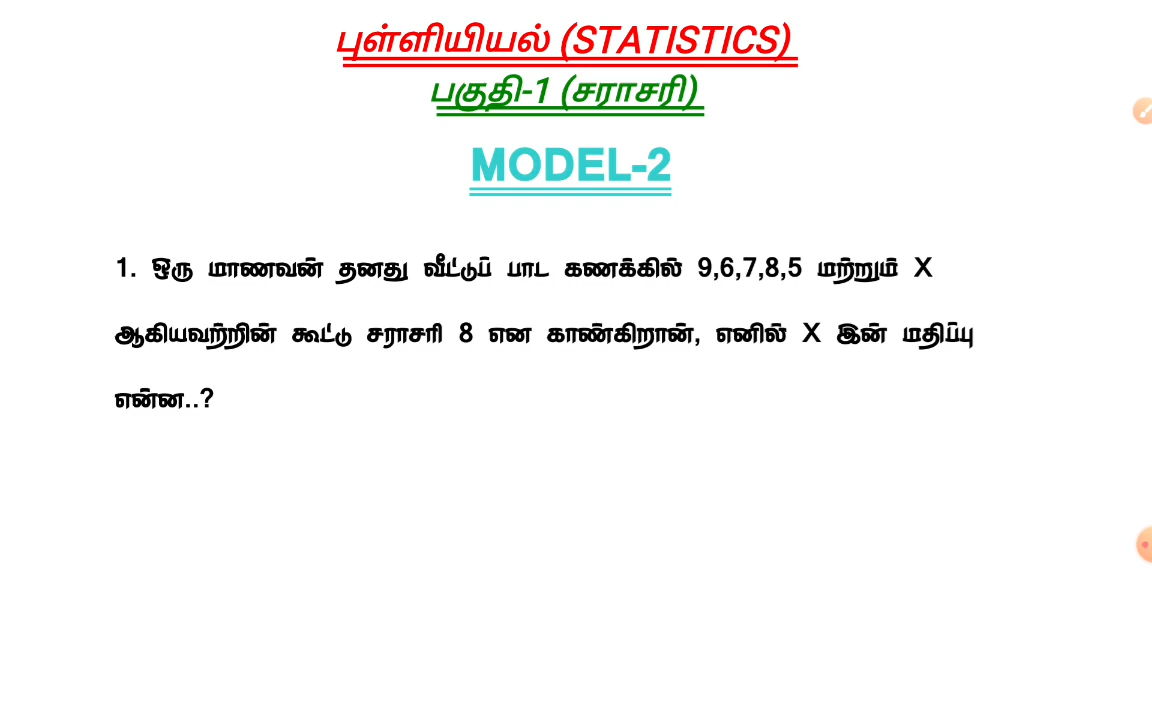 புள்ளியியல் (STATISTICS)
பகுதி-1 (சராசரி)
MODEL-2
1. ஒரு மாணவன் தனது வீட்டுப் பாட கணக்கில் 9,6,7,8,5 மற்றும் X
ஆகியவற்றின் கூட்டு சராசரி 8 என காண்கிறான், எனில் X இன் மதிப்பு
என்ன..?